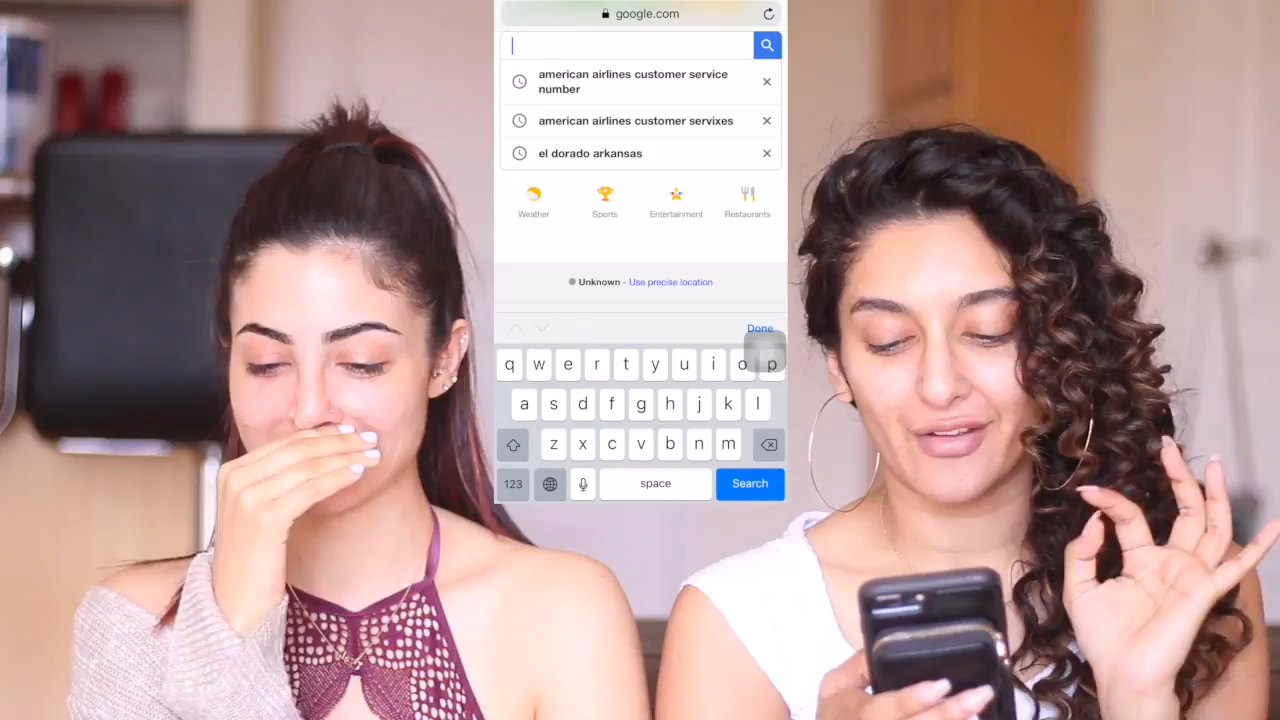 google.com
american airlines customer service
number
american airlines customer servixes
el dorado arkansas
Weather Sports Entertainment Restaurants
Unknown - Use precise location
Done
q w e r t y u i o p
a s d f g h j k l
z x c v b n m
123 space Search